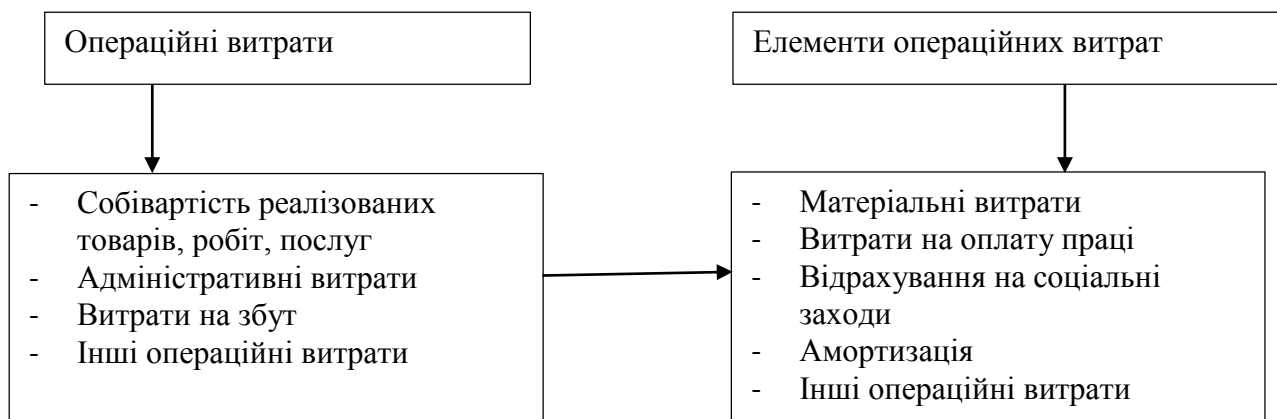 Операційні витрати
- Собівартість реалізованих
товарів, робіт, послуг
- Адміністративні витрати
- Витрати на збут
- Інші операційні витрати
Елементи операційних витрат
- Матеріальні витрати
- Витрати на оплату праці
- Відрахування на соціальні
заходи
- Амортизація
- Інші операційні витрати